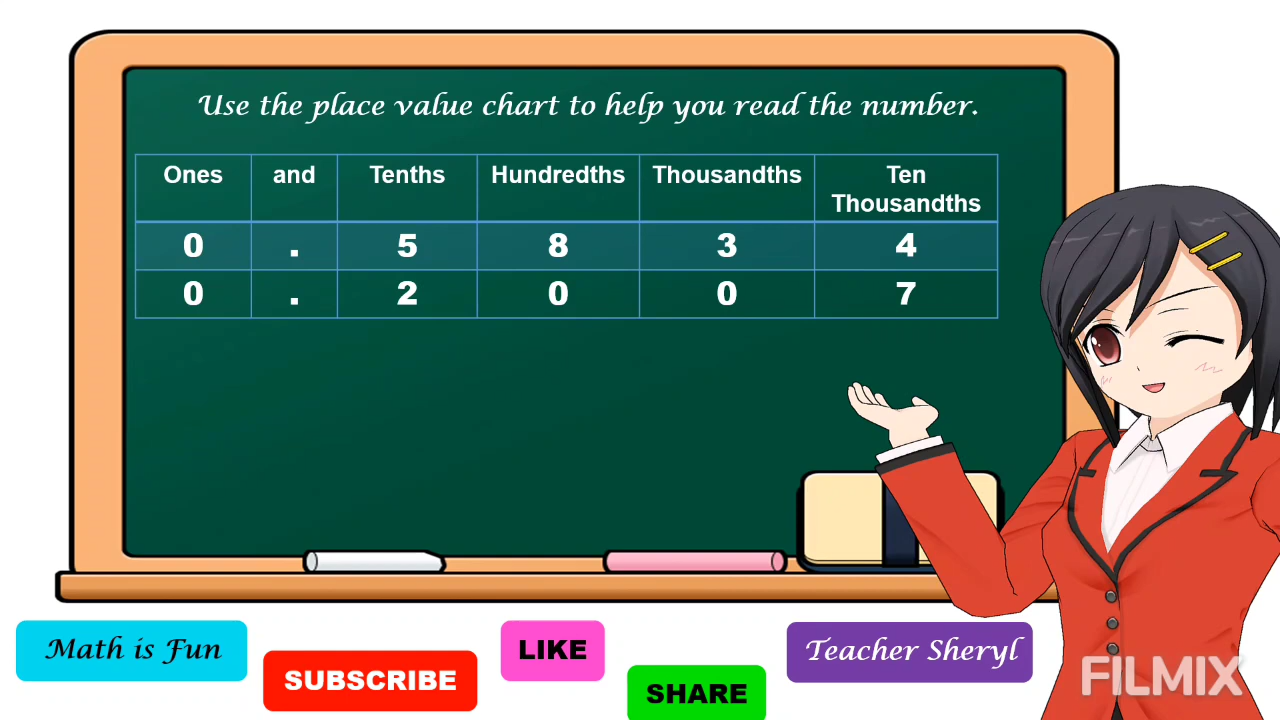 Use the place value chart to help you read the number.
Ones and Tenths Hundredths Thousandths Ten Thousandths
0 . 5 8 3 4
0 . 2 0 0 7
Math is Fun
SUBSCRIBE
LIKE
SHARE
Teacher Sheryl
FILMIX